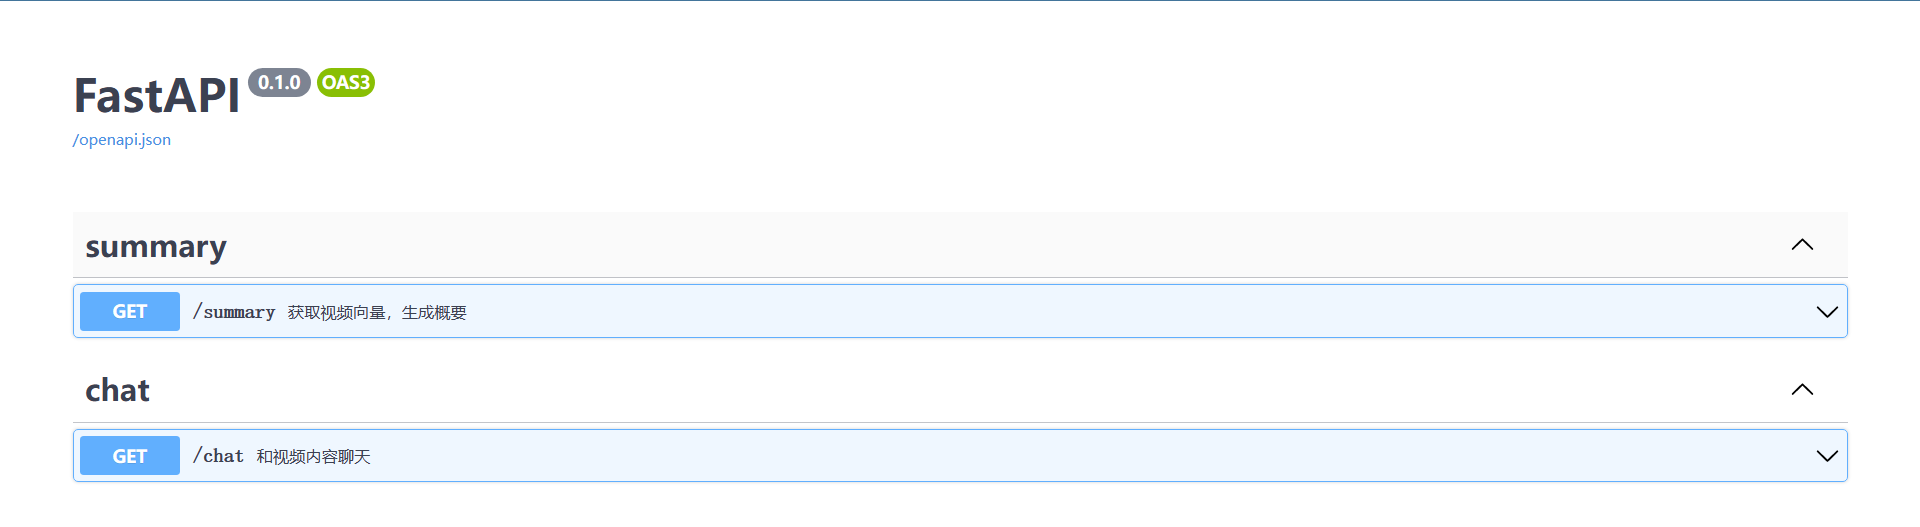 FastAPI 0.1.0 OAS3
/openapi.json
summary
GET /summary 获取视频向量，生成概要
chat
GET /chat 和视频内容聊天